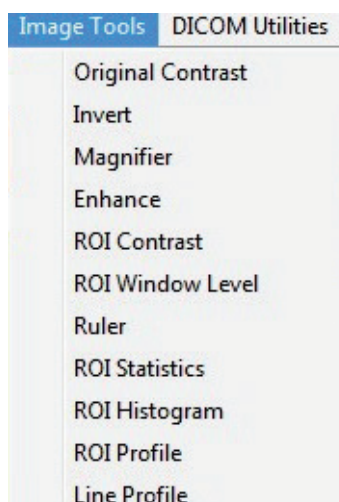 Image Tools DICOM Utilities
Original Contrast
Invert
Magnifier
Enhance
ROI Contrast
ROI Window Level
Ruler
ROI Statistics
ROI Histogram
ROI Profile
Line Profile